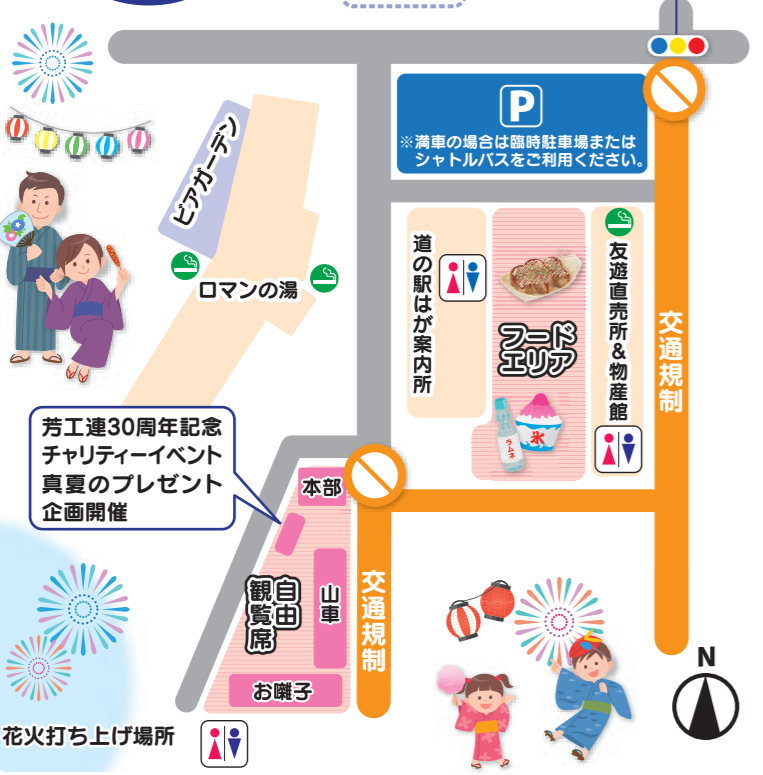 P
※満車の場合は臨時駐車場または
シャトルバスをご利用ください。
ビアガーデン
ロマンの湯
道の駅はが案内所
フード
エリア
友遊直売所&物産館
交通規制
ラムネ
氷
芳工連30周年記念
チャリティーイベント
真夏のプレゼント
企画開催
本部
自由
観覧席
山車
交通規制
お囃子
花火打ち上げ場所
N